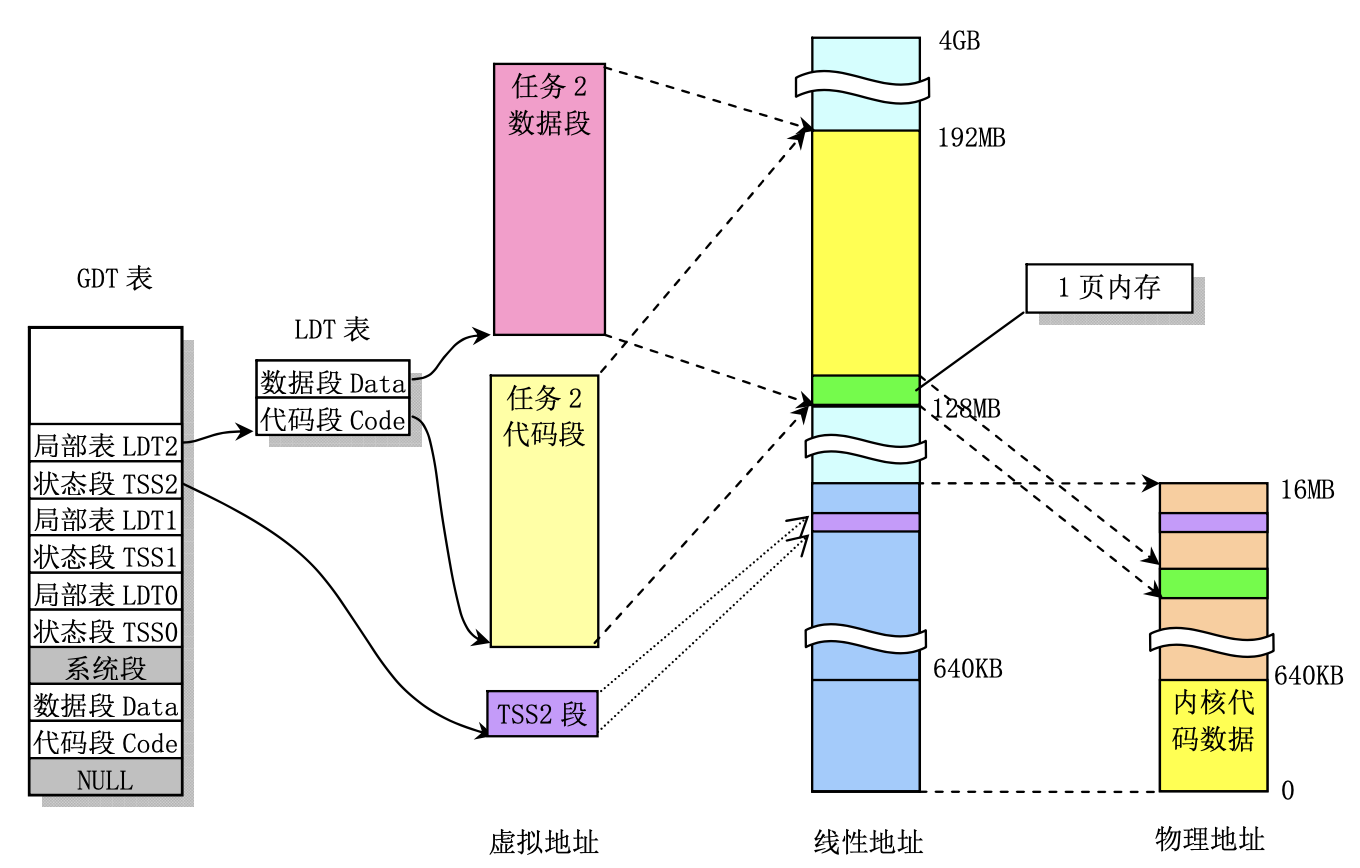 GDT 表
局部表 LDT2
状态段 TSS2
局部表 LDT1
状态段 TSS1
局部表 LDT0
状态段 TSS0
系统段
数据段 Data
代码段 Code
NULL
LDT 表
数据段 Data
代码段 Code
任务 2
数据段
任务 2
代码段
TSS2 段
虚拟地址
4GB
192MB
128MB
640KB
线性地址
1 页内存
16MB
640KB
内核代
码数据
0
物理地址